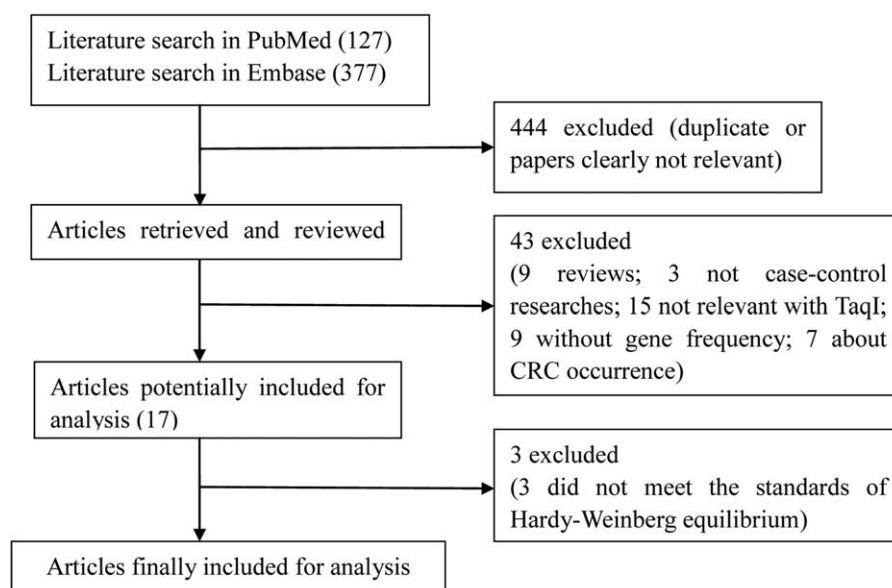 Literature search in PubMed (127)
Literature search in Embase (377)
444 excluded (duplicate or
papers clearly not relevant)
Articles retrieved and reviewed
43 excluded
(9 reviews; 3 not case-control
researches; 15 not relevant with TaqI;
9 without gene frequency; 7 about
CRC occurrence)
Articles potentially included for
analysis (17)
3 excluded
(3 did not meet the standards of
Hardy-Weinberg equilibrium)
Articles finally included for analysis